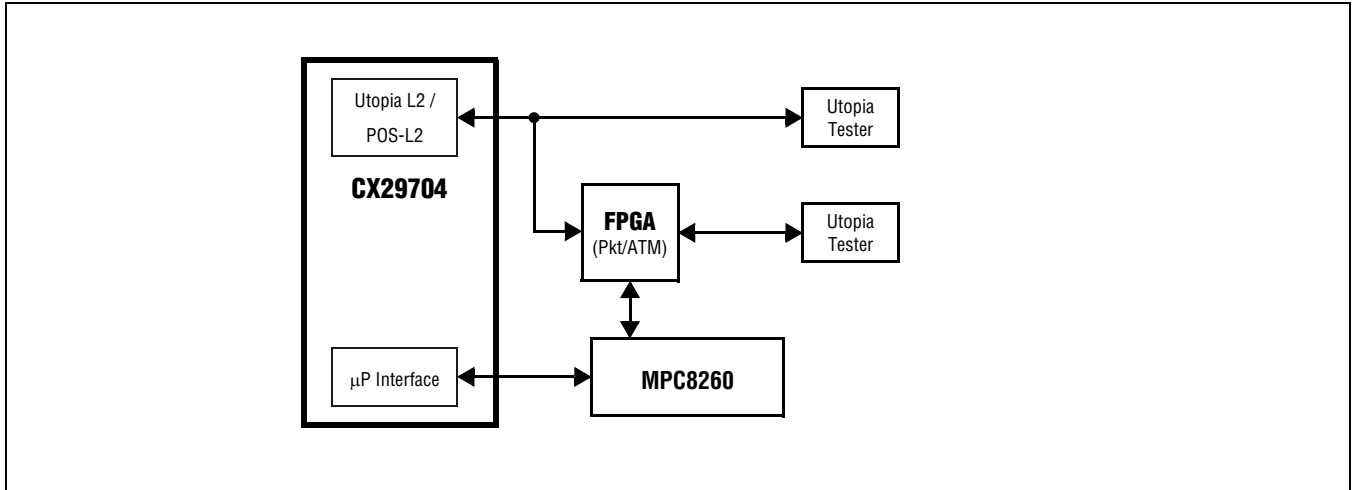 Utopia L2 /
POS-L2
CX29704
Utopia
Tester
FPGA
(Pkt/ATM)
Utopia
Tester
μP Interface
MPC8260